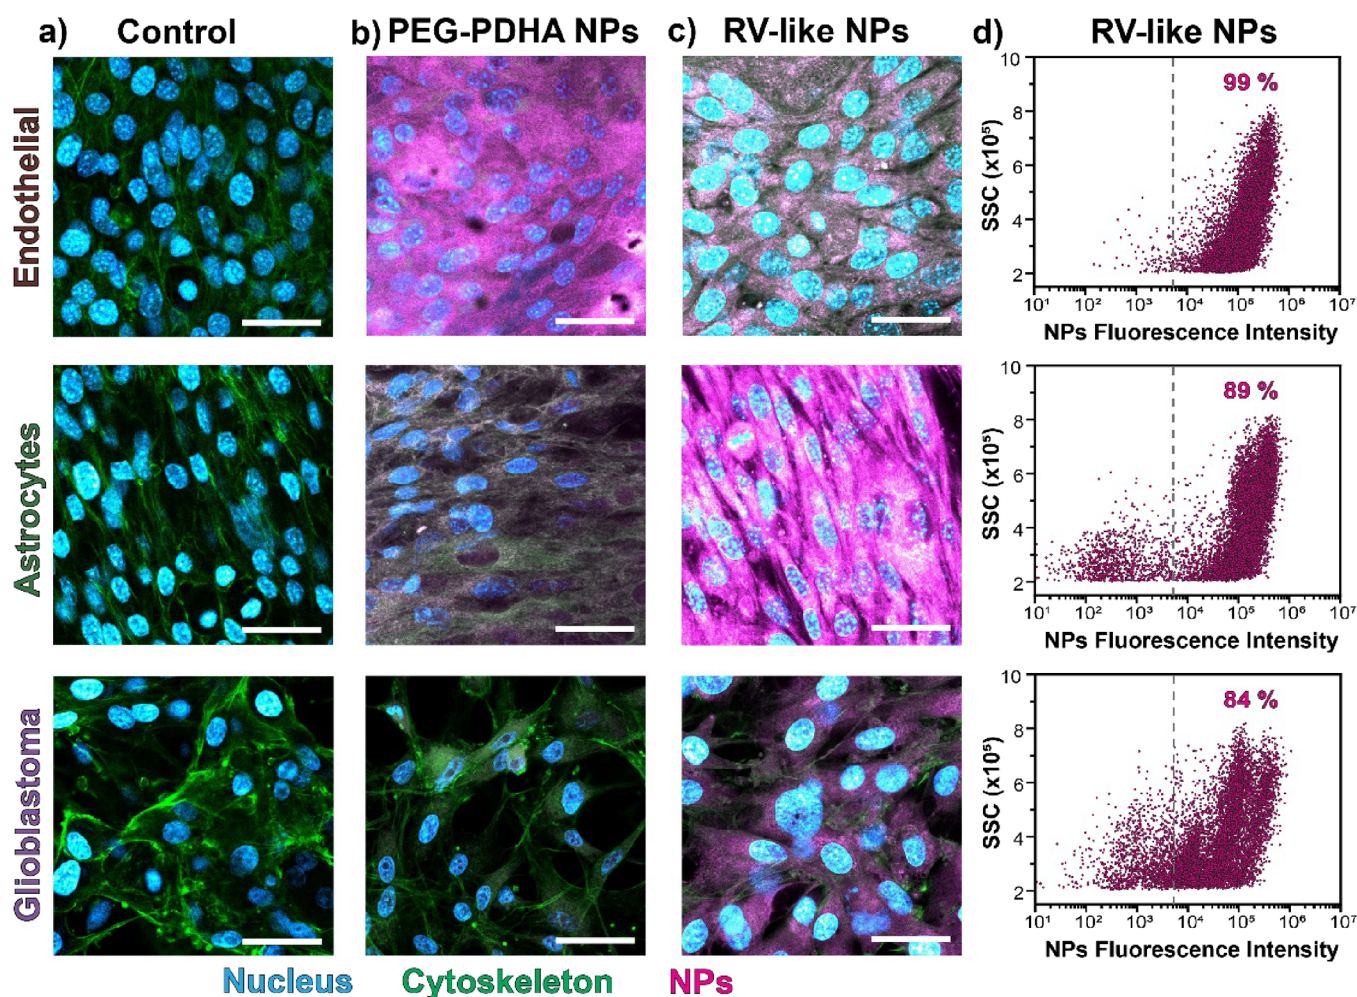 a) Control
b) PEG-PDHA NPs
c) RV-like NPs
d) RV-like NPs
Endothelial
99 %
SSC (x10⁵)
10
8
6
4
2
10¹ 10² 10³ 10⁴ 10⁵ 10⁶ 10⁷
NPs Fluorescence Intensity
Astrocytes
89 %
SSC (x10⁵)
10
8
6
4
2
10¹ 10² 10³ 10⁴ 10⁵ 10⁶ 10⁷
NPs Fluorescence Intensity
Glioblastoma
84 %
SSC (x10⁵)
10
8
6
4
2
10¹ 10² 10³ 10⁴ 10⁵ 10⁶ 10⁷
NPs Fluorescence Intensity
Nucleus Cytoskeleton NPs